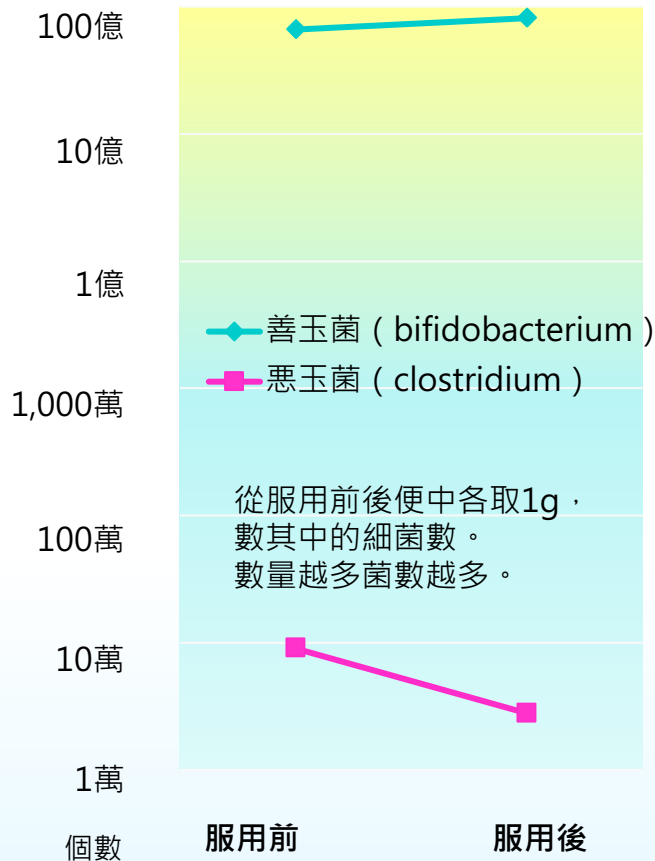 100億
10億
1億
善玉菌（bifidobacterium）
悪玉菌（clostridium）
1,000萬
從服用前後便中各取1g，
數其中的細菌數。
數量越多菌數越多。
100萬
10萬
1萬
個數
服用前
服用後